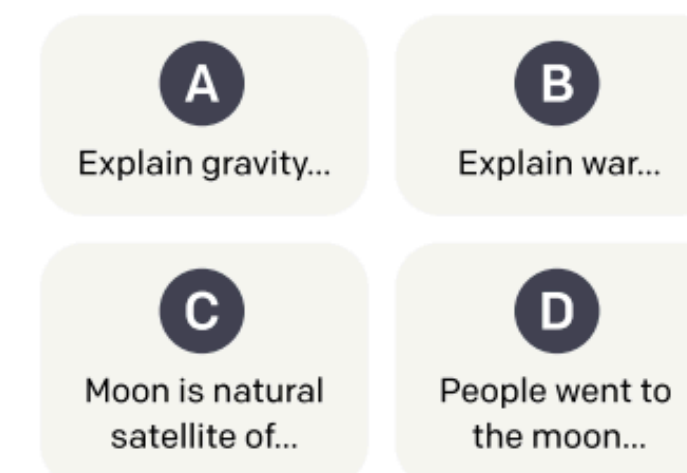 A
Explain gravity...
B
Explain war...
C
Moon is natural
satellite of...
D
People went to
the moon...